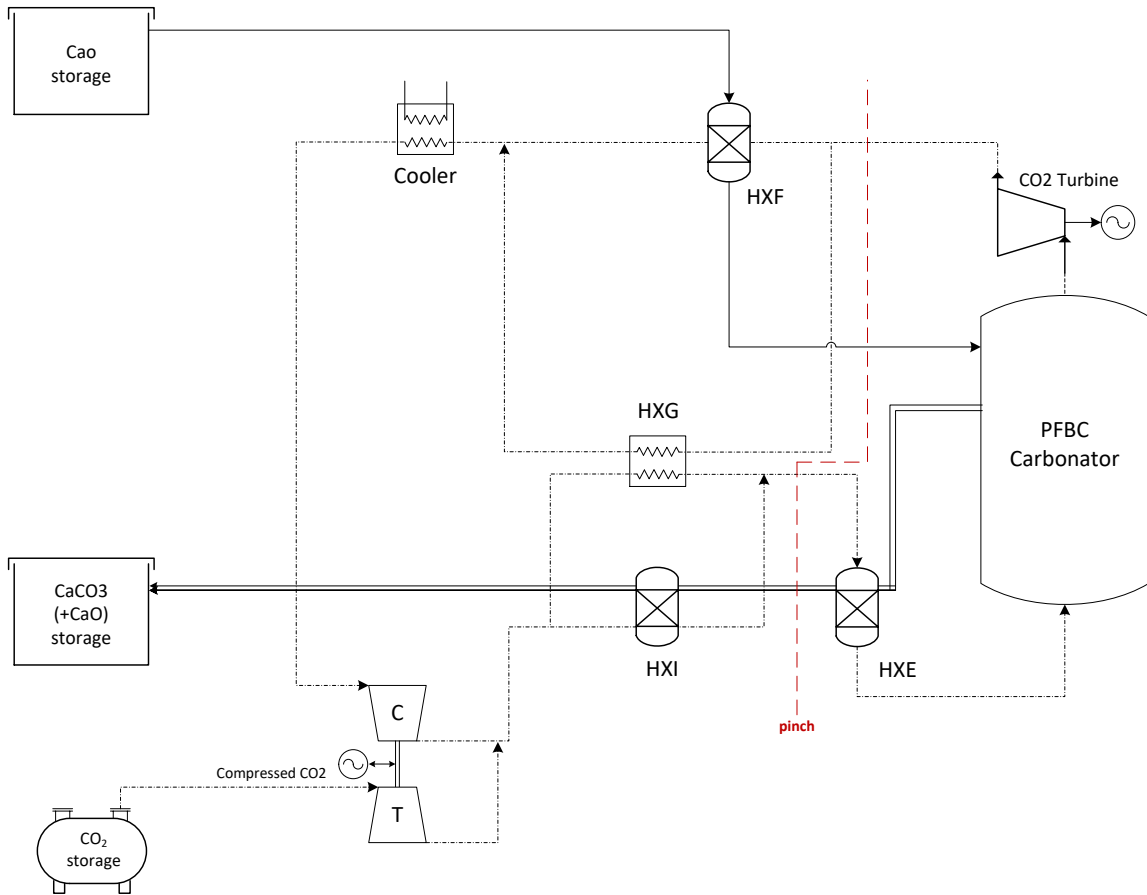 Cao
storage
Cooler
HXF
CO2 Turbine
HXG
PFBC
Carbonator
CaCO3
(+CaO)
storage
HXI
HXE
pinch
C
Compressed CO2
T
CO₂
storage